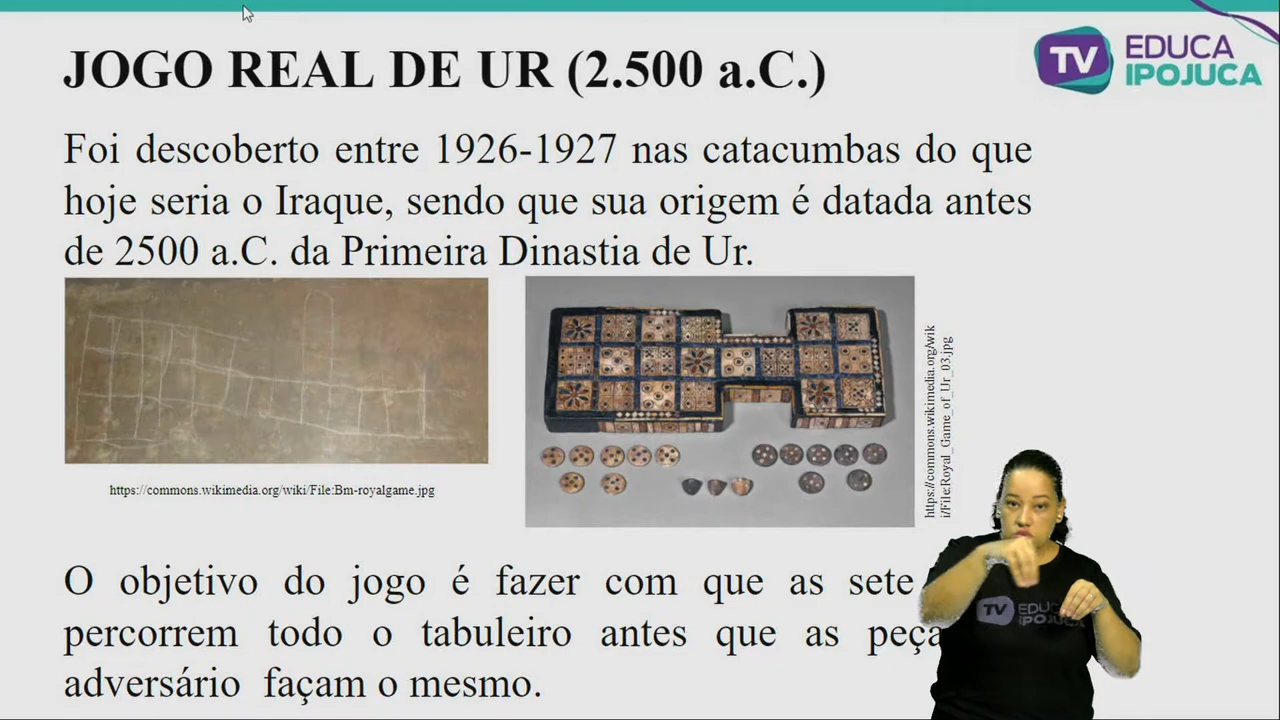 JOGO REAL DE UR (2.500 a.C.)
TV EDUCA
IPOJUCA
Foi descoberto entre 1926-1927 nas catacumbas do que
hoje seria o Iraque, sendo que sua origem é datada antes
de 2500 a.C. da Primeira Dinastia de Ur.
https://commons.wikimedia.org/wiki/File:Bm-royalgame.jpg
https://commons.wikimedia.org/wik
i/File:Royal_Game_of_Ur_03.jpg
O objetivo do jogo é fazer com que as sete
percorrem todo o tabuleiro antes que as peça
adversário façam o mesmo.
TV EDUCA
IPOJUCA